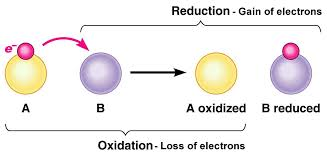 Reduction - Gain of electrons
e-
A
B
A oxidized
B reduced
Oxidation - Loss of electrons